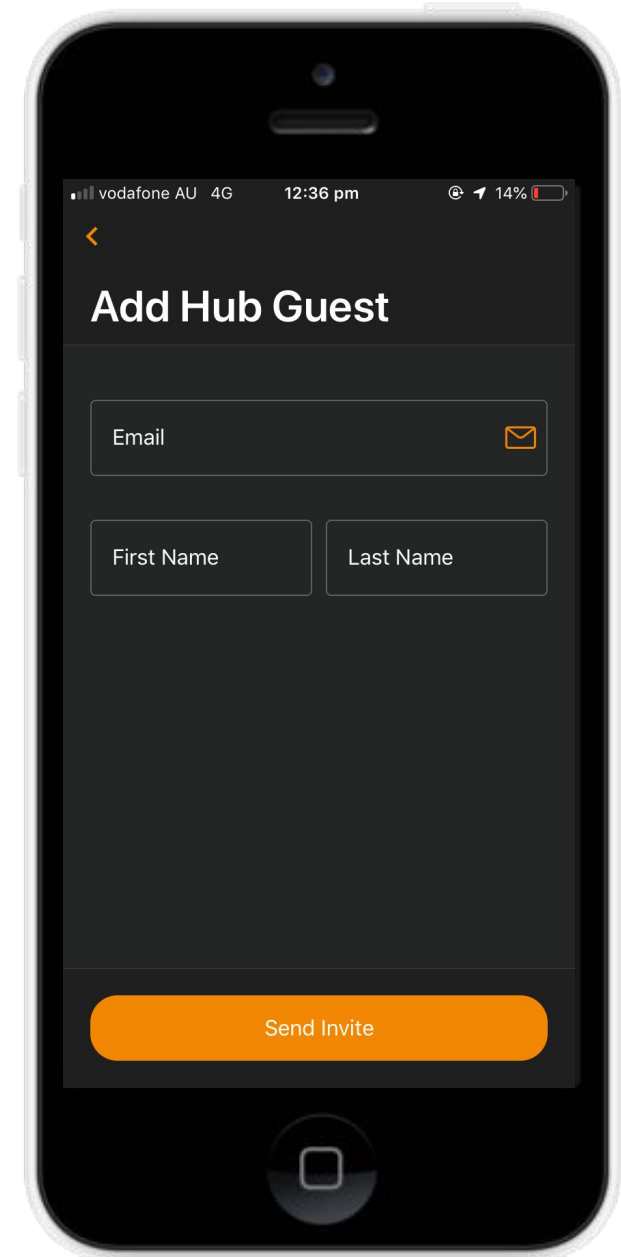 vodafone AU 4G 12:36 pm 14%
Add Hub Guest
Email
First Name Last Name
Send Invite